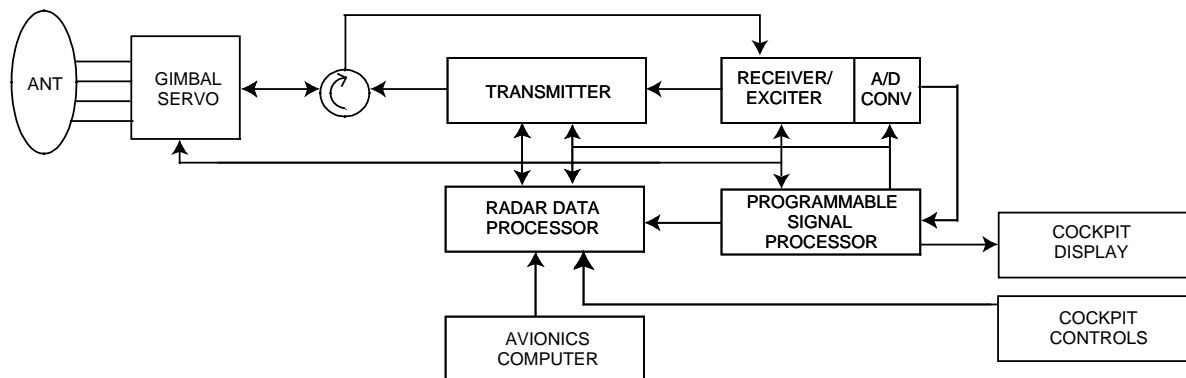 ANT
GIMBAL
SERVO
TRANSMITTER
RECEIVER/
EXCITER
A/D
CONV
RADAR DATA
PROCESSOR
PROGRAMMABLE
SIGNAL
PROCESSOR
COCKPIT
DISPLAY
AVIONICS
COMPUTER
COCKPIT
CONTROLS